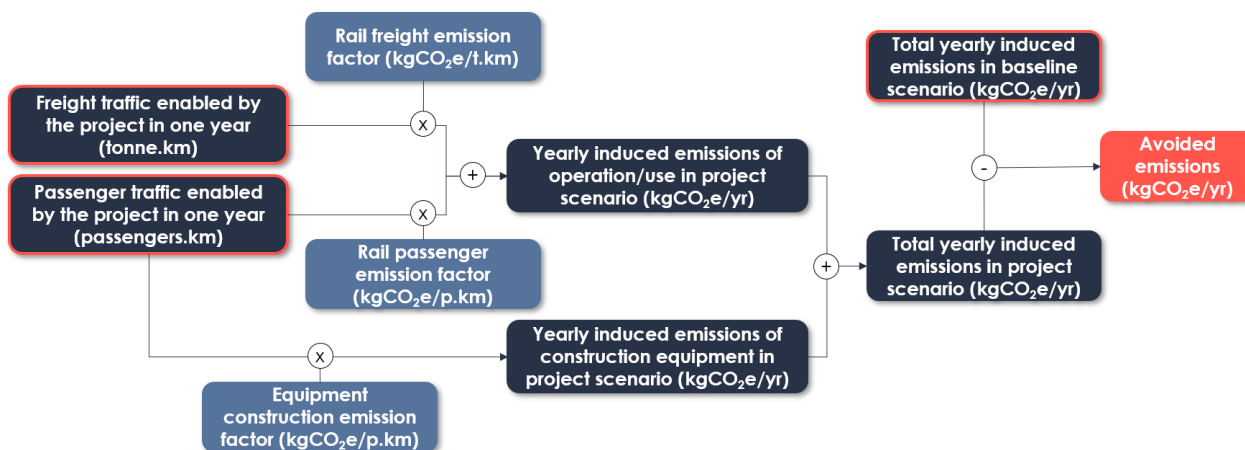 Rail freight emission
factor (kgCO₂e/t.km)
Total yearly induced
emissions in baseline
scenario (kgCO₂e/yr)
Freight traffic enabled by
the project in one year
(tonne.km)
X
Yearly induced emissions of
operation/use in project
scenario (kgCO₂e/yr)
+
-
Avoided
emissions
(kgCO₂e/yr)
Passenger traffic enabled
by the project in one year
(passengers.km)
X
Rail passenger
emission factor
(kgCO₂e/p.km)
+
Total yearly induced
emissions in project
scenario (kgCO₂e/yr)
X
Yearly induced emissions of
construction equipment in
project scenario (kgCO₂e/yr)
Equipment
construction emission
factor (kgCO₂e/p.km)